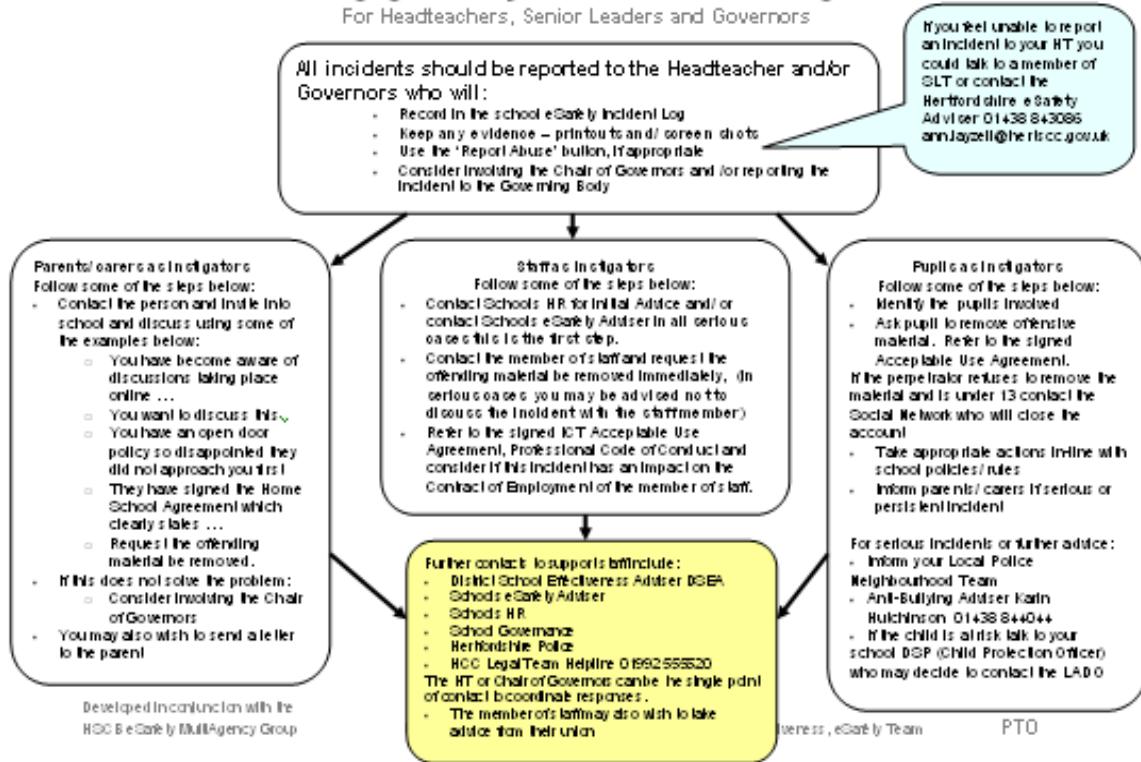 For Headteachers, Senior Leaders and Governors
If you feel unable to report
an incident to your HT you
could talk to a member of
SLT or contact the
Hertfordshire eSafety
Adviser 01438 843086
ann.layzell@hertscc.gov.uk
All incidents should be reported to the Headteacher and/or
Governors who will:
- Record in the school eSafety Incident Log
- Keep any evidence – printouts and/ screen shots
- Use the 'Report Abuse' button, if appropriate
- Consider involving the Chair of Governors and /or reporting the
incident to the Governing Body
Parents/carers as instigators
Follow some of the steps below:
- Contact the person and invite into
school and discuss using some of
the examples below:
o You have become aware of
discussions taking place
online ...
o You want to discuss this
o You have an open door
policy so disappointed they
did not approach you first
o They have signed the Home
School Agreement which
clearly states ...
o Request the offending
material be removed.
- If this does not solve the problem:
o Consider involving the Chair
of Governors
- You may also wish to send a letter
to the parent
Staff as instigators
Follow some of the steps below:
- Contact Schools HR for initial Advice and/ or
contact Schools eSafety Adviser in all serious
cases this is the first step.
- Contact the member of staff and request the
offending material be removed immediately, (in
serious cases you may be advised not to
discuss the incident with the staff member)
- Refer to the signed ICT Acceptable Use
Agreement, Professional Code of Conduct and
consider if this incident has an impact on the
Contract of Employment of the member of staff.
Pupils as instigators
Follow some of the steps below:
- Identify the pupils involved
- Ask pupil to remove offensive
material. Refer to the signed
Acceptable Use Agreement.
If the perpetrator refuses to remove the
material and is under 13 contact the
Social Network who will close the
account
- Take appropriate actions in-line with
school policies/ rules
- Inform parents/ carers if serious or
persistent incident
For serious incidents or further advice:
- Inform your Local Police
Neighbourhood Team
- Anti-Bullying Adviser Karin
Hutchinson 01438 844044
- If the child is at risk talk to your
school DSP (Child Protection Officer)
who may decide to contact the LADO
Further contacts to support staff include:
- District School Effectiveness Adviser DSEA
- Schools eSafety Adviser
- Schools HR
- School Governance
- Hertfordshire Police
- HCC Legal Team Helpline 01992 555520
The HT or Chair of Governors can be the single point
of contact to coordinate responses.
- The member of staff may also wish to take
advice from their union
Developed in conjunction with the
HSCB eSafety MultiAgency Group
iveness, eSafety Team
PTO